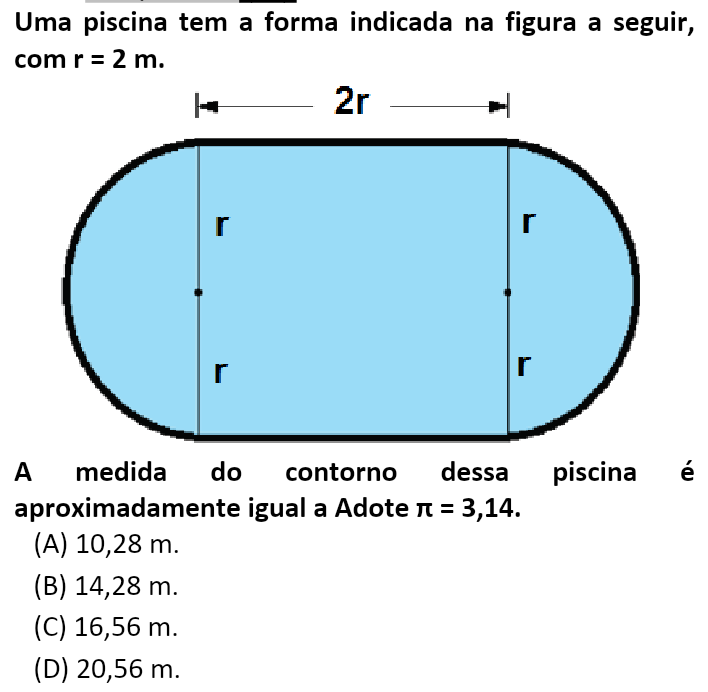 Uma piscina tem a forma indicada na figura a seguir,
com r = 2 m.
2r
r r
r r
A medida do contorno dessa piscina é
aproximadamente igual a Adote π = 3,14.
(A) 10,28 m.
(B) 14,28 m.
(C) 16,56 m.
(D) 20,56 m.